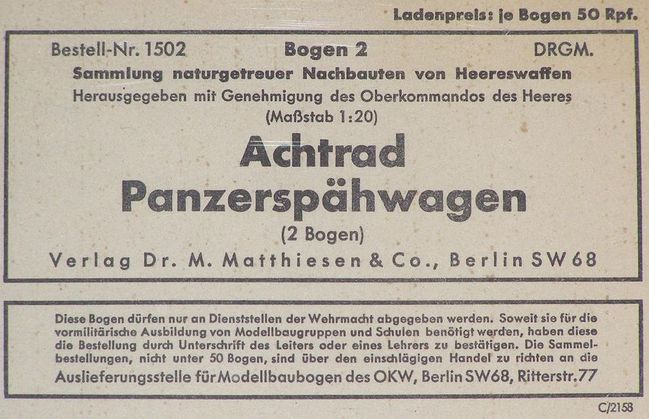 Ladenpreis: je Bogen 50 Rpf.
Bestell-Nr. 1502 Bogen 2 DRGM.
Sammlung naturgetreuer Nachbauten von Heereswaffen
Herausgegeben mit Genehmigung des Oberkommandos des Heeres
(Maßstab 1:20)
Achtrad
Panzerspähwagen
(2 Bogen)
Verlag Dr. M. Matthiesen & Co., Berlin SW 68
Diese Bogen dürfen nur an Dienststellen der Wehrmacht abgegeben werden. Soweit sie für die
vormilitärische Ausbildung von Modellbaugruppen und Schulen benötigt werden, haben diese
die Bestellung durch Unterschrift des Leiters oder eines Lehrers zu bestätigen. Die Sammel-
bestellungen, nicht unter 50 Bogen, sind über den einschlägigen Handel zu richten an die
Auslieferungsstelle für Modellbaubogen des OKW, Berlin SW68, Ritterstr. 77
C/2158